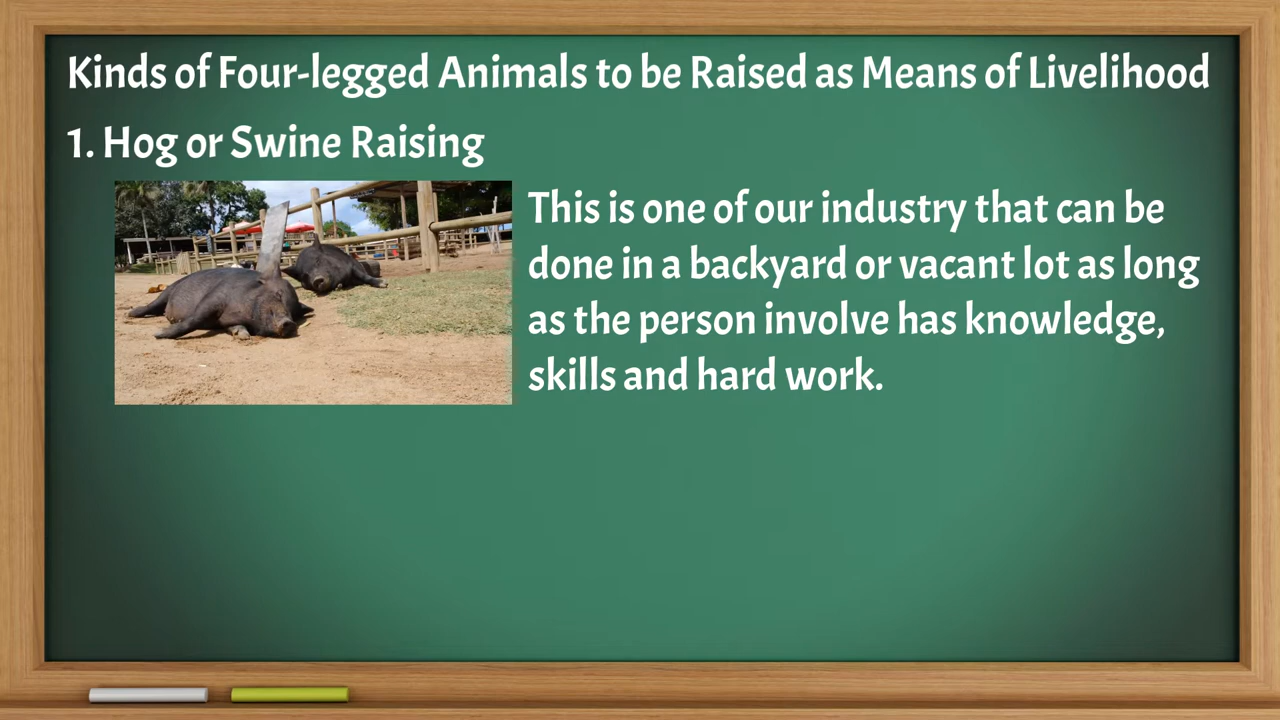 Kinds of Four-legged Animals to be Raised as Means of Livelihood
1. Hog or Swine Raising
This is one of our industry that can be
done in a backyard or vacant lot as long
as the person involve has knowledge,
skills and hard work.